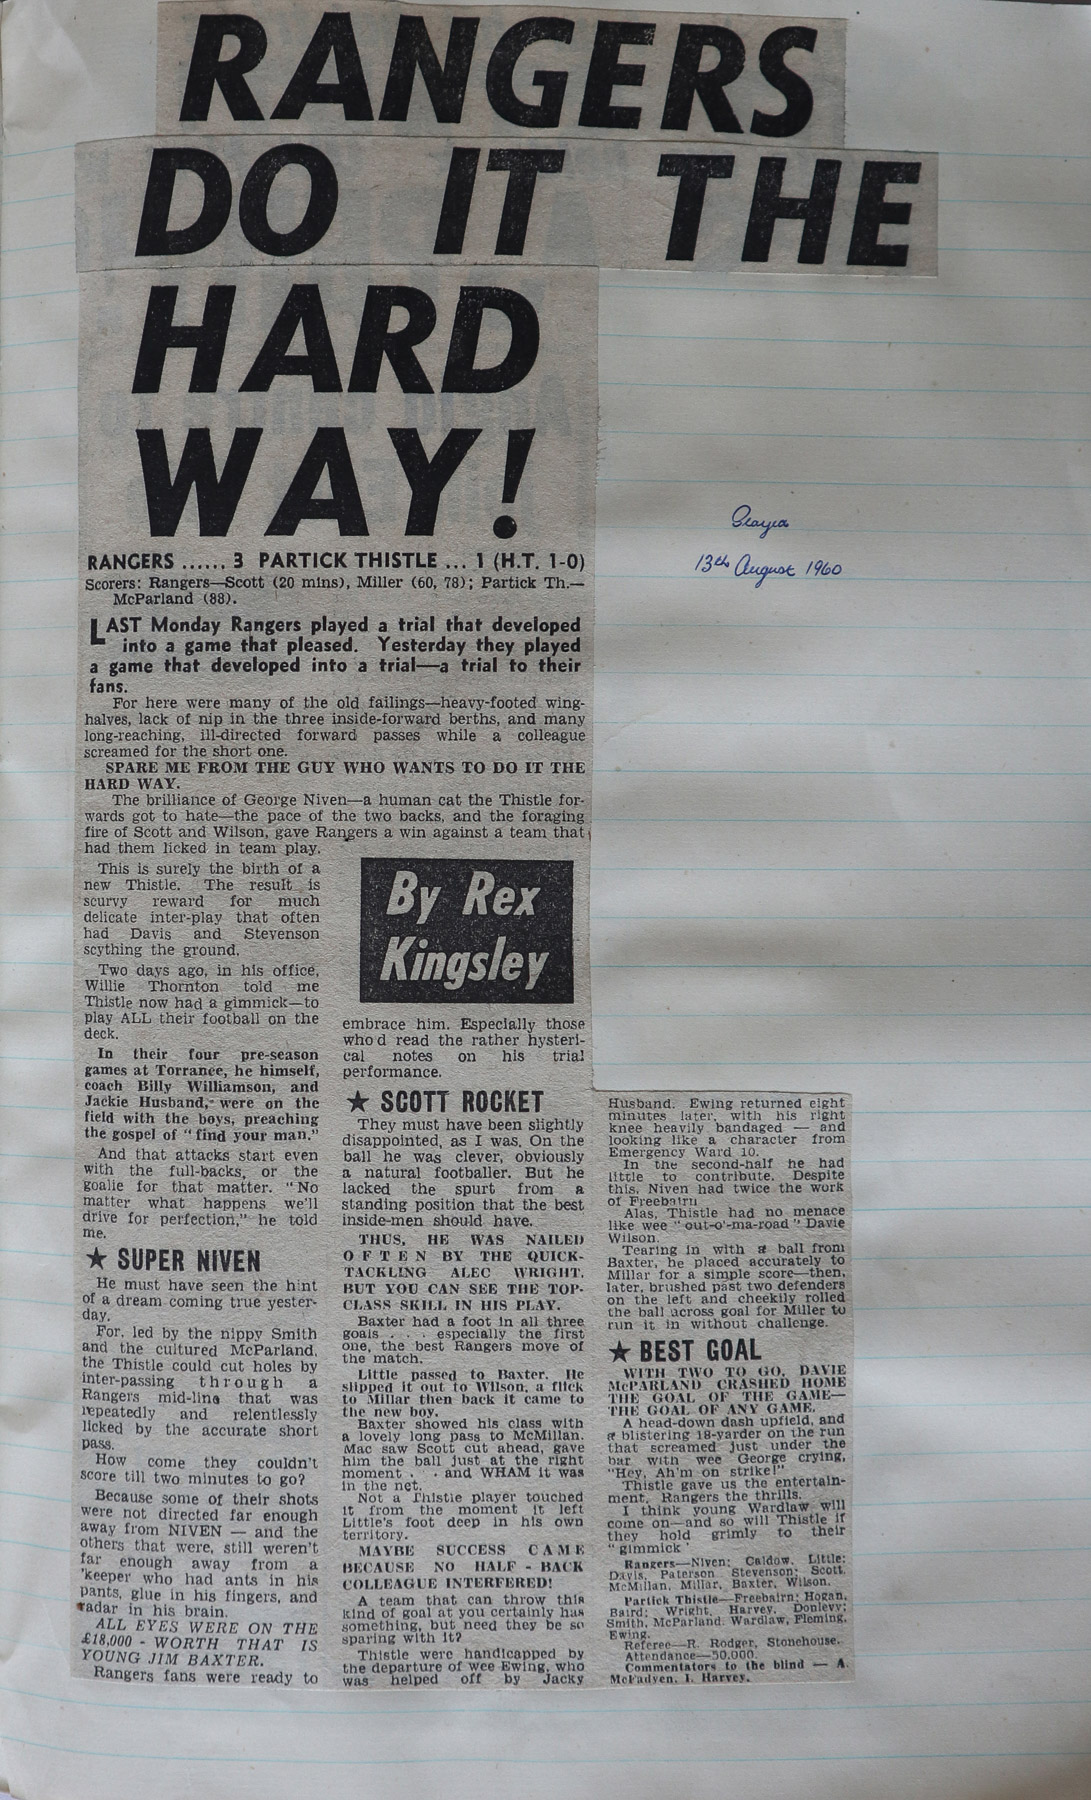 RANGERS
DO IT THE
HARD
WAY!
RANGERS ...... 3 PARTICK THISTLE ... 1 (H.T. 1-0)
Scorers: Rangers—Scott (20 mins), Miller (60, 78); Partick Th.—
McParland (88).
LAST Monday Rangers played a trial that developed
into a game that pleased. Yesterday they played
a game that developed into a trial—a trial to their
fans.
For here were many of the old failings—heavy-footed wing-
halves, lack of nip in the three inside-forward berths, and many
long-reaching, ill-directed forward passes while a colleague
screamed for the short one.
SPARE ME FROM THE GUY WHO WANTS TO DO IT THE
HARD WAY.
The brilliance of George Niven—a human cat the Thistle for-
wards got to hate—the pace of the two backs, and the foraging
fire of Scott and Wilson, gave Rangers a win against a team that
had them licked in team play.
This is surely the birth of a
new Thistle. The result is
scurvy reward for much
delicate inter-play that often
had Davis and Stevenson
scything the ground.
Two days ago, in his office,
Willie Thornton told me
Thistle now had a gimmick—to
play ALL their football on the
deck.
In their four pre-season
games at Torrance, he himself,
coach Billy Williamson, and
Jackie Husband, were on the
field with the boys, preaching
the gospel of "find your man."
And that attacks start even
with the full-backs, or the
goalie for that matter. "No
matter what happens we'll
drive for perfection," he told
me.
★ SUPER NIVEN
He must have seen the hint
of a dream coming true yester-
day.
For, led by the nippy Smith
and the cultured McParland,
the Thistle could cut holes by
inter-passing through a
Rangers mid-line that was
repeatedly and relentlessly
licked by the accurate short
pass.
How come they couldn't
score till two minutes to go?
Because some of their shots
were not directed far enough
away from NIVEN — and the
others that were, still weren't
far enough away from a
'keeper who had ants in his
pants, glue in his fingers, and
radar in his brain.
ALL EYES WERE ON THE
£18,000-WORTH THAT IS
YOUNG JIM BAXTER.
Rangers fans were ready to
By Rex
Kingsley
embrace him. Especially those
who'd read the rather hysteri-
cal notes on his trial
performance.
★ SCOTT ROCKET
They must have been slightly
disappointed, as I was. On the
ball he was clever, obviously
a natural footballer. But he
lacked the spurt from a
standing position that the best
inside-men should have.
THUS, HE WAS NAILED
OFTEN BY THE QUICK-
TACKLING ALEC WRIGHT.
BUT YOU CAN SEE THE TOP-
CLASS SKILL IN HIS PLAY.
Baxter had a foot in all three
goals . . . especially the first
one, the best Rangers move of
the match.
Little passed to Baxter. He
slipped it out to Wilson, a flick
to Millar then back it came to
the new boy.
Baxter showed his class with
a lovely long pass to McMillan.
Mac saw Scott cut ahead, gave
him the ball just at the right
moment . . and WHAM it was
in the net.
Not a Thistle player touched
it from the moment it left
Little's foot deep in his own
territory.
MAYBE SUCCESS CAME
BECAUSE NO HALF-BACK
COLLEAGUE INTERFERED!
A team that can throw this
kind of goal at you certainly has
something, but need they be so
sparing with it?
Thistle were handicapped by
the departure of wee Ewing, who
was helped off by Jacky
Husband. Ewing returned eight
minutes later, with his right
knee heavily bandaged — and
looking like a character from
Emergency Ward 10.
In the second-half he had
little to contribute. Despite
this, Niven had twice the work
of Freebairn.
Alas, Thistle had no menace
like wee "out-o'-ma-road" Davie
Wilson.
Tearing in with a ball from
Baxter, he placed accurately to
Millar for a simple score—then,
later, brushed past two defenders
on the left and cheekily rolled
the ball across goal for Miller to
run it in without challenge.
★ BEST GOAL
WITH TWO TO GO, DAVIE
McPARLAND CRASHED HOME
THE GOAL OF THE GAME—
THE GOAL OF ANY GAME.
A head-down dash upfield, and
a blistering 18-yarder on the run
that screamed just under the
bar with wee George crying,
"Hey, Ah'm on strike!"
Thistle gave us the entertain-
ment, Rangers the thrills.
I think young Wardlaw will
come on—and so will Thistle if
they hold grimly to their
"gimmick"
Rangers—Niven; Caldow, Little;
Davis, Paterson, Stevenson; Scott,
McMillan, Millar, Baxter, Wilson.
Partick Thistle—Freebairn; Hogan,
Baird; Wright, Harvey, Donlevy;
Smith, McParland, Wardlaw, Fleming,
Ewing.
Referee—R. Rodger, Stonehouse.
Attendance—50,000.
Commentators to the blind — A.
McFadyen, I. Harvey.
13th August 1960